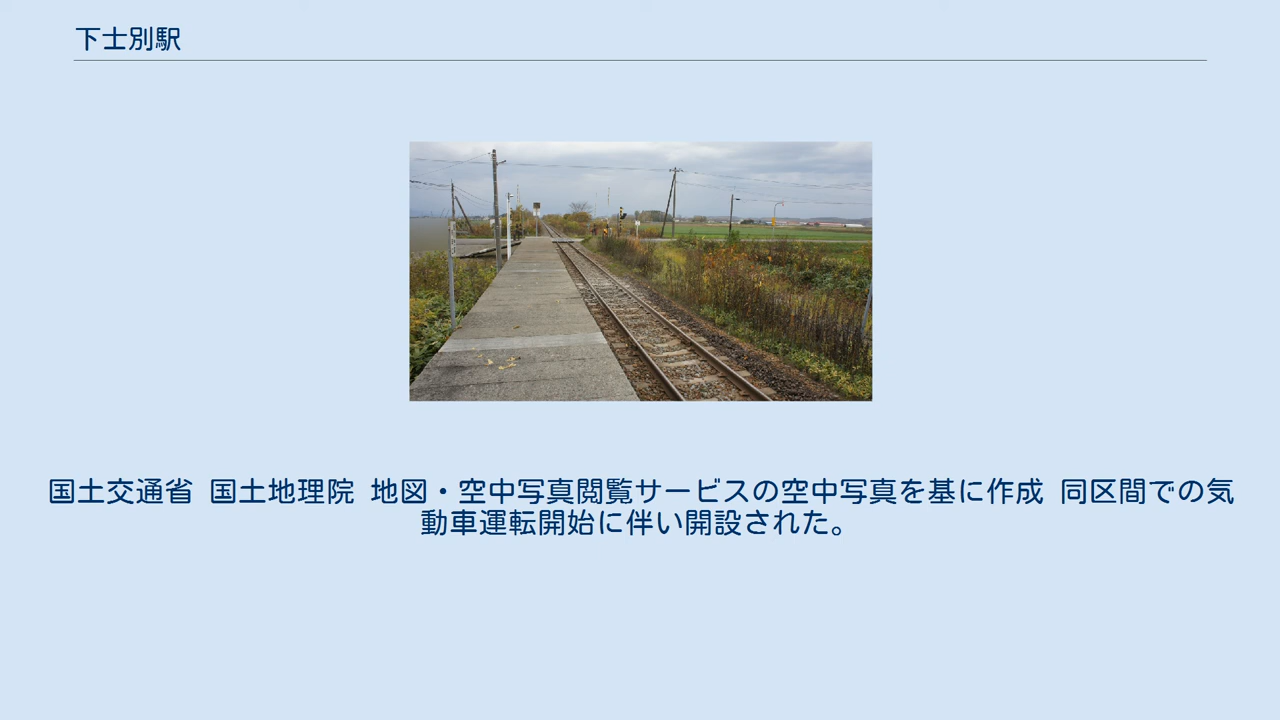 下士別駅
国土交通省 国土地理院 地図・空中写真閲覧サービスの空中写真を基に作成 同区間での気
動車運転開始に伴い開設された。